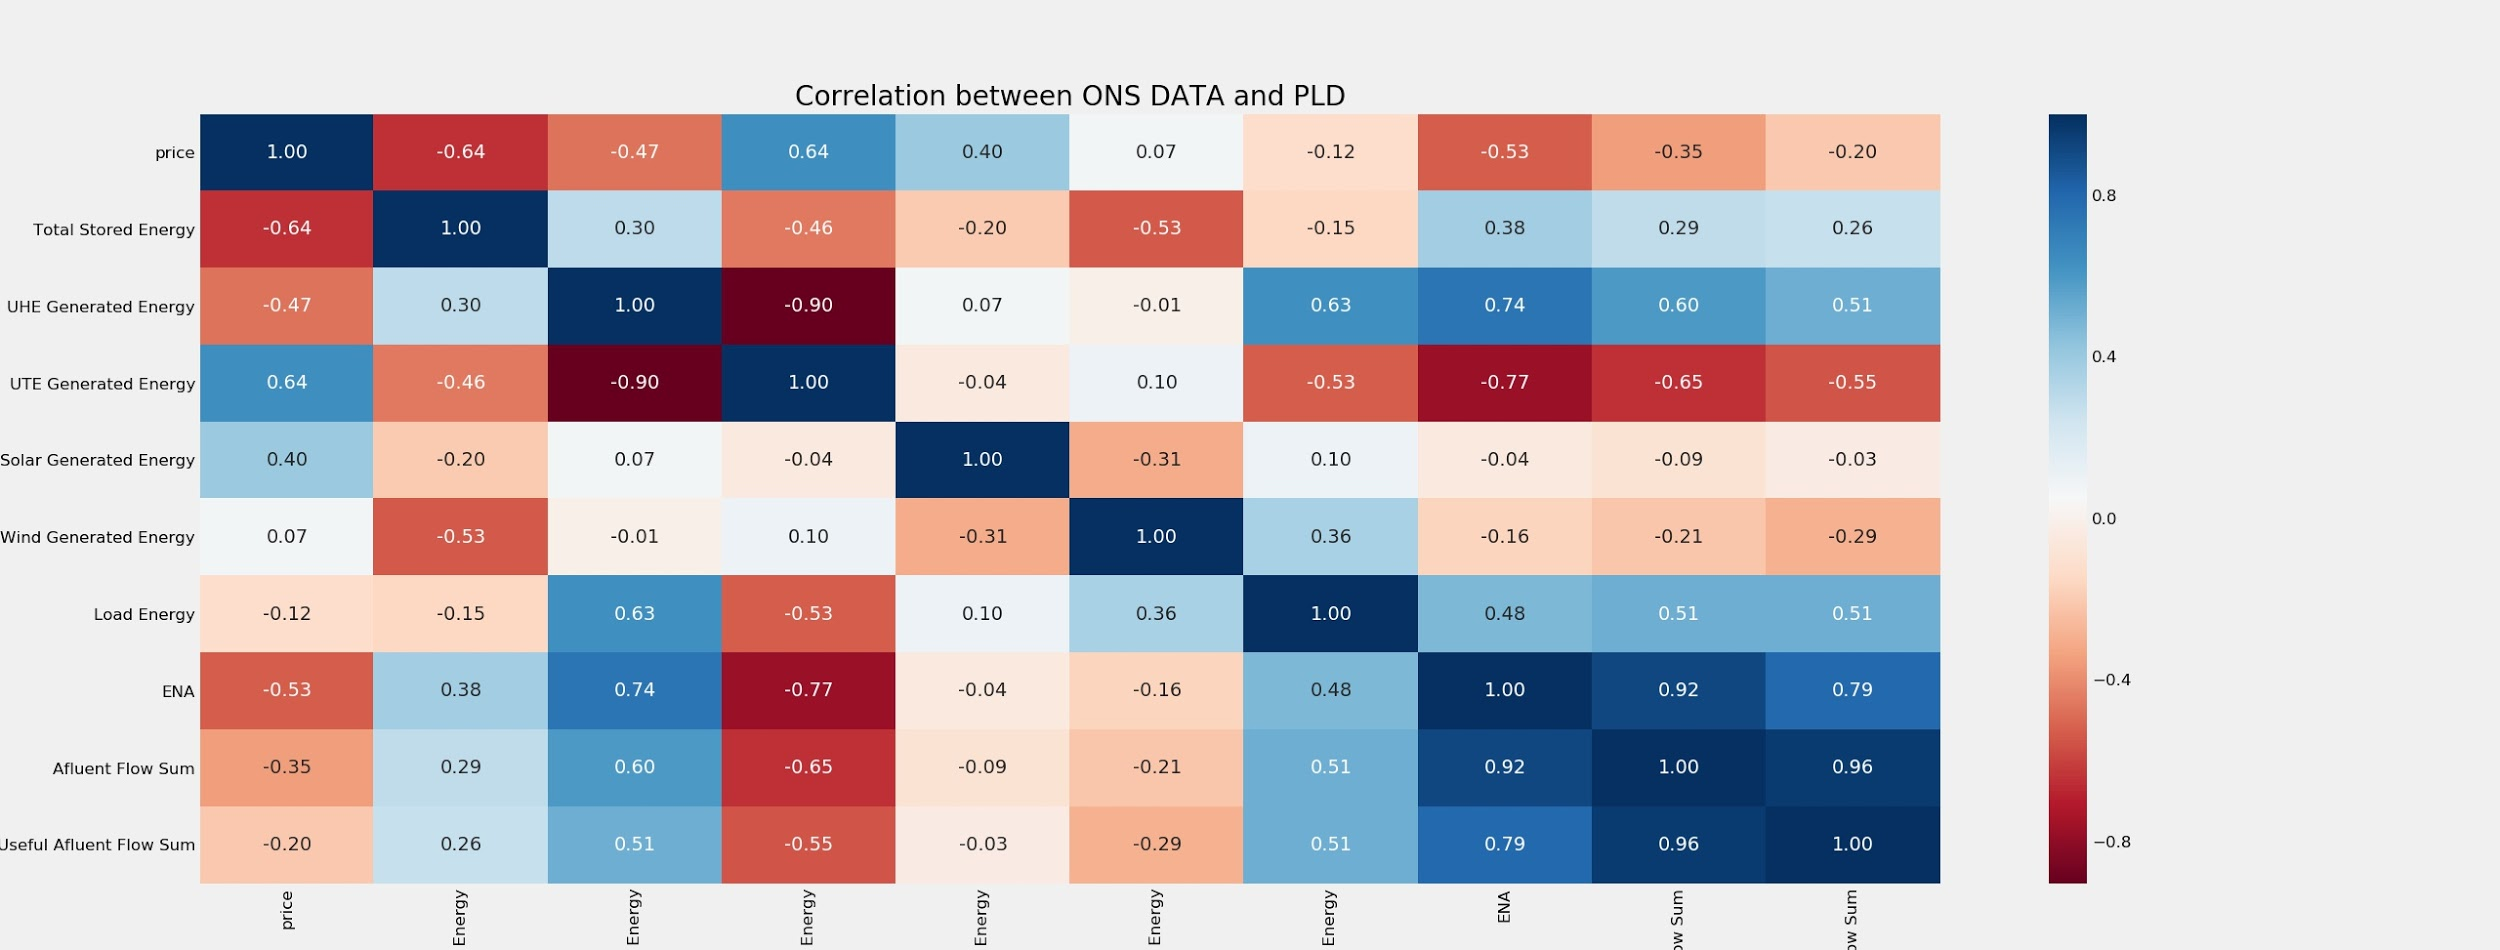 Correlation between ONS DATA and PLD
price 1.00 -0.64 -0.47 0.64 0.40 0.07 -0.12 -0.53 -0.35 -0.20
Total Stored Energy -0.64 1.00 0.30 -0.46 -0.20 -0.53 -0.15 0.38 0.29 0.26
UHE Generated Energy -0.47 0.30 1.00 -0.90 0.07 -0.01 0.63 0.74 0.60 0.51
UTE Generated Energy 0.64 -0.46 -0.90 1.00 -0.04 0.10 -0.53 -0.77 -0.65 -0.55
Solar Generated Energy 0.40 -0.20 0.07 -0.04 1.00 -0.31 0.10 -0.04 -0.09 -0.03
Wind Generated Energy 0.07 -0.53 -0.01 0.10 -0.31 1.00 0.36 -0.16 -0.21 -0.29
Load Energy -0.12 -0.15 0.63 -0.53 0.10 0.36 1.00 0.48 0.51 0.51
ENA -0.53 0.38 0.74 -0.77 -0.04 -0.16 0.48 1.00 0.92 0.79
Afluent Flow Sum -0.35 0.29 0.60 -0.65 -0.09 -0.21 0.51 0.92 1.00 0.96
Useful Afluent Flow Sum -0.20 0.26 0.51 -0.55 -0.03 -0.29 0.51 0.79 0.96 1.00
price
Energy
Energy
Energy
Energy
Energy
Energy
ENA
ow Sum
ow Sum
0.8
0.4
0.0
−0.4
−0.8